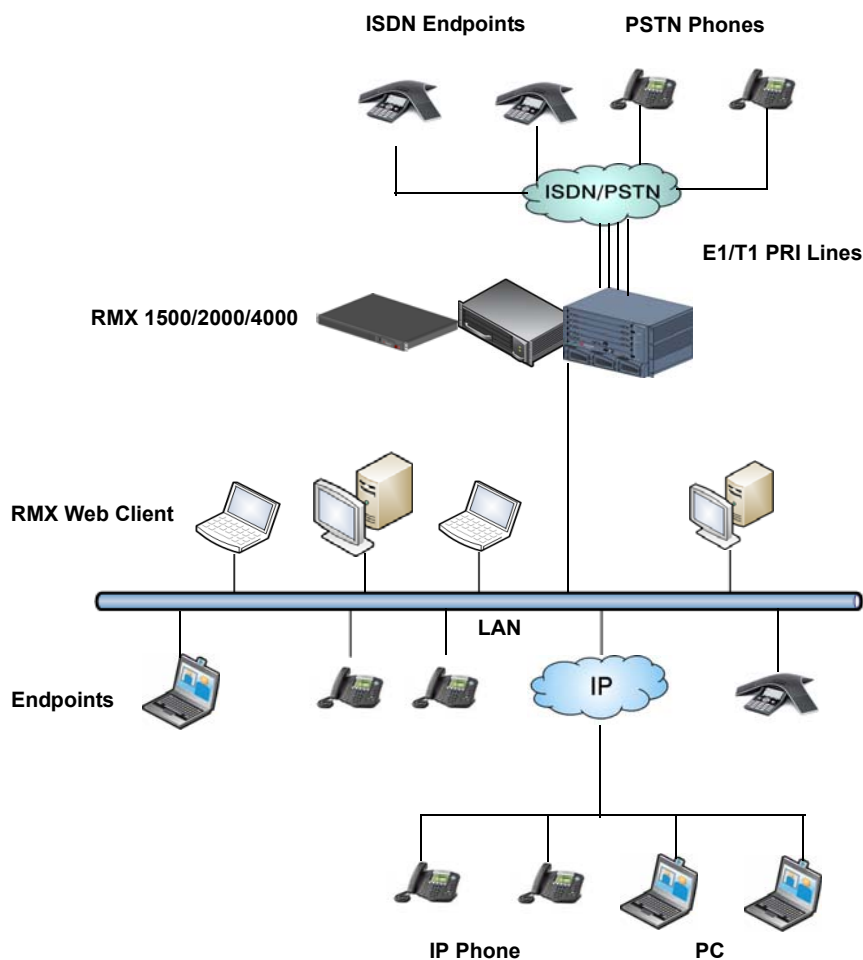 ISDN Endpoints
PSTN Phones
ISDN/PSTN
E1/T1 PRI Lines
RMX 1500/2000/4000
RMX Web Client
LAN
Endpoints
IP
IP Phone
PC